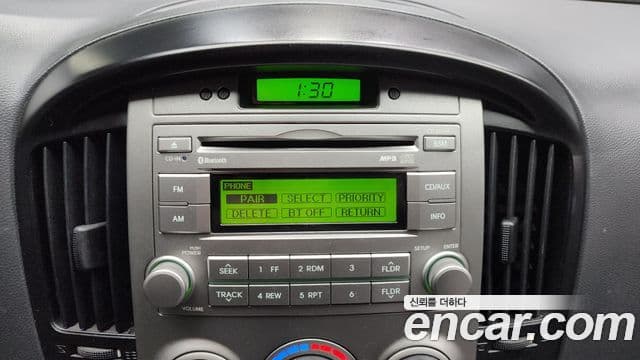 1:30
CD-IN Bluetooth MP3 SSM
FM PHONE CD/AUX
PAIR SELECT PRIORITY
AM DELETE BT OFF RETURN INFO
PUSH POWER SETUP ENTER
SEEK 1 FF 2 RDM 3 FLDR
TRACK 4 REW 5 RPT 6 FLDR
VOLUME
신뢰를 더하다
encar.com